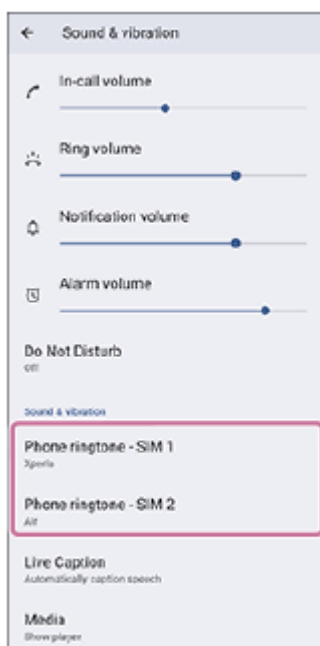 Sound & vibration
In-call volume
Ring volume
Notification volume
Alarm volume
Do Not Disturb
Off
Sound & vibration
Phone ringtone - SIM 1
Xperia
Phone ringtone - SIM 2
Air
Live Caption
Automatically caption speech
Media
Show player